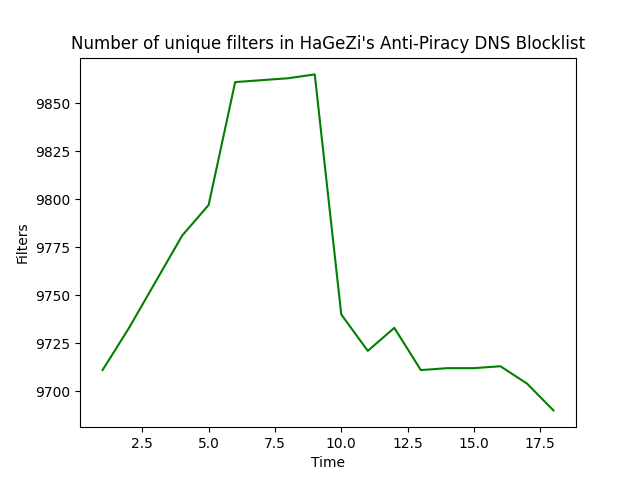 Number of unique filters in HaGeZi's Anti-Piracy DNS Blocklist
Filters
9850
9825
9800
9775
9750
9725
9700
2.5 5.0 7.5 10.0 12.5 15.0 17.5
Time